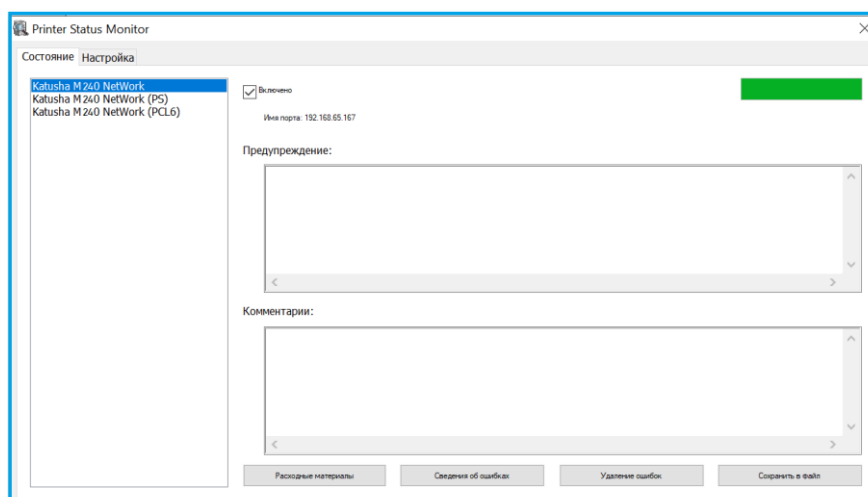 Printer Status Monitor
Состояние Настройка
Katusha M240 NetWork
Katusha M240 NetWork (PS)
Katusha M240 NetWork (PCL6)
Включено
Имя порта: 192.168.65.167
Предупреждение:
Комментарии:
Расходные материалы Сведения об ошибках Удаление ошибок Сохранить в файл